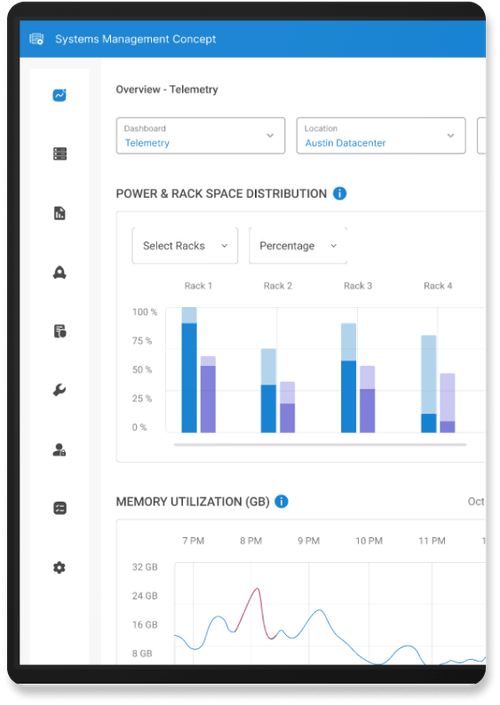 Systems Management Concept
Overview - Telemetry
Dashboard
Telemetry
Location
Austin Datacenter
POWER & RACK SPACE DISTRIBUTION
Select Racks
Percentage
Rack 1 Rack 2 Rack 3 Rack 4
100 %
75 %
50 %
25 %
0 %
MEMORY UTILIZATION (GB) Oct
7 PM 8 PM 9 PM 10 PM 11 PM
32 GB
24 GB
16 GB
8 GB